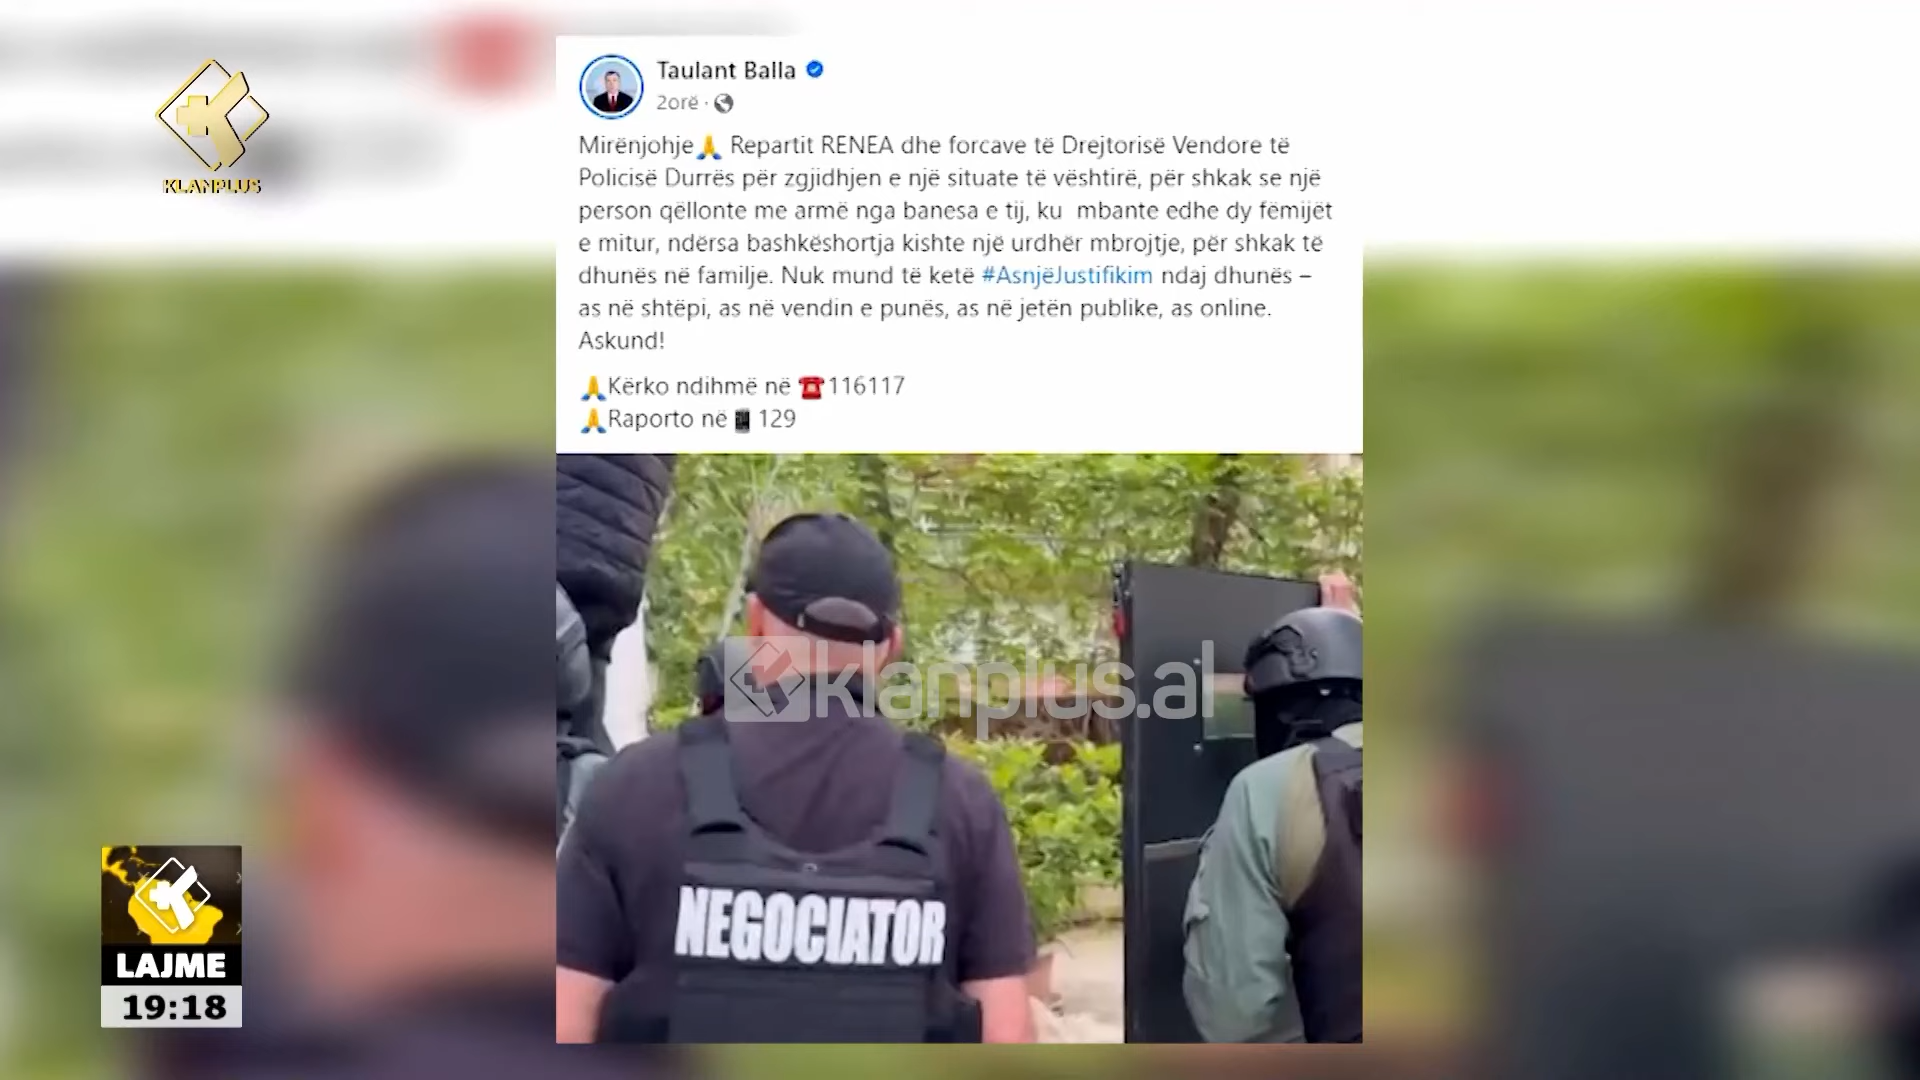 KLANPLUS
Taulant Balla
2orë ·
Mirënjohje🙏 Repartit RENEA dhe forcave të Drejtorisë Vendore të
Policisë Durrës për zgjidhjen e një situate të vështirë, për shkak se një
person qëllonte me armë nga banesa e tij, ku mbante edhe dy fëmijët
e mitur, ndërsa bashkëshortja kishte një urdhër mbrojtje, për shkak të
dhunës në familje. Nuk mund të ketë #AsnjëJustifikim ndaj dhunës –
as në shtëpi, as në vendin e punës, as në jetën publike, as online.
Askund!
🙏Kërko ndihmë në ☎️116117
🙏Raporto në📱129
klanplus.al
NEGOCIATOR
LAJME
19:18